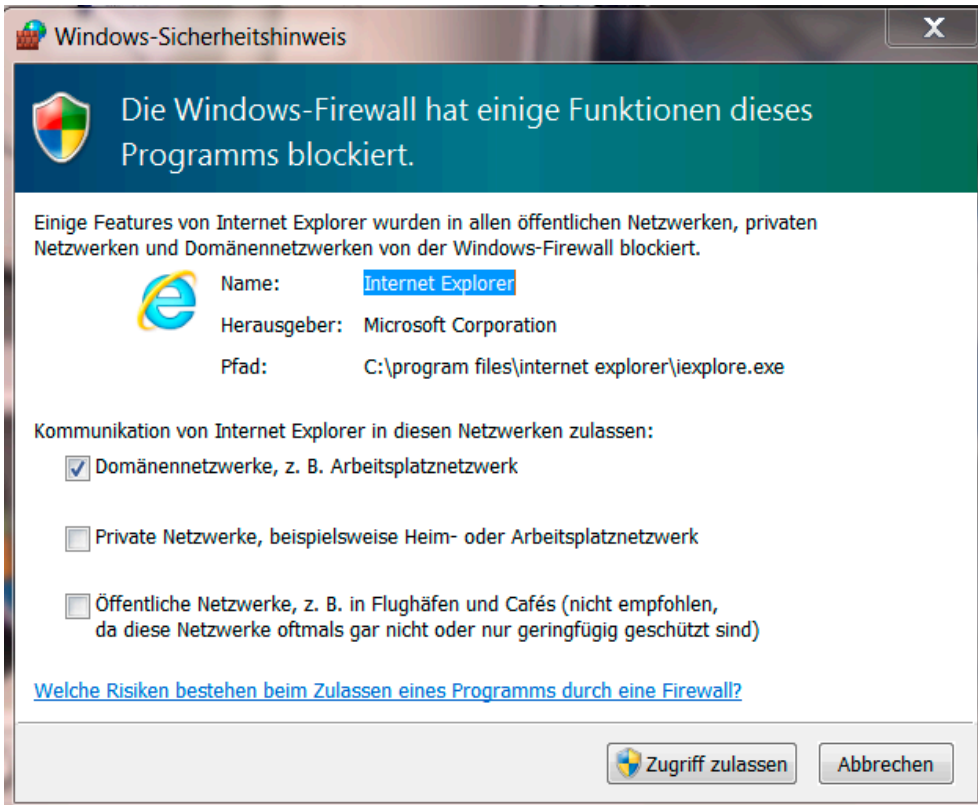 Windows-Sicherheitshinweis
Die Windows-Firewall hat einige Funktionen dieses
Programms blockiert.
Einige Features von Internet Explorer wurden in allen öffentlichen Netzwerken, privaten
Netzwerken und Domänennetzwerken von der Windows-Firewall blockiert.
Name: Internet Explorer
Herausgeber: Microsoft Corporation
Pfad: C:\program files\internet explorer\iexplore.exe
Kommunikation von Internet Explorer in diesen Netzwerken zulassen:
Domänennetzwerke, z. B. Arbeitsplatznetzwerk
Private Netzwerke, beispielsweise Heim- oder Arbeitsplatznetzwerk
Öffentliche Netzwerke, z. B. in Flughäfen und Cafés (nicht empfohlen,
da diese Netzwerke oftmals gar nicht oder nur geringfügig geschützt sind)
Welche Risiken bestehen beim Zulassen eines Programms durch eine Firewall?
Zugriff zulassen Abbrechen